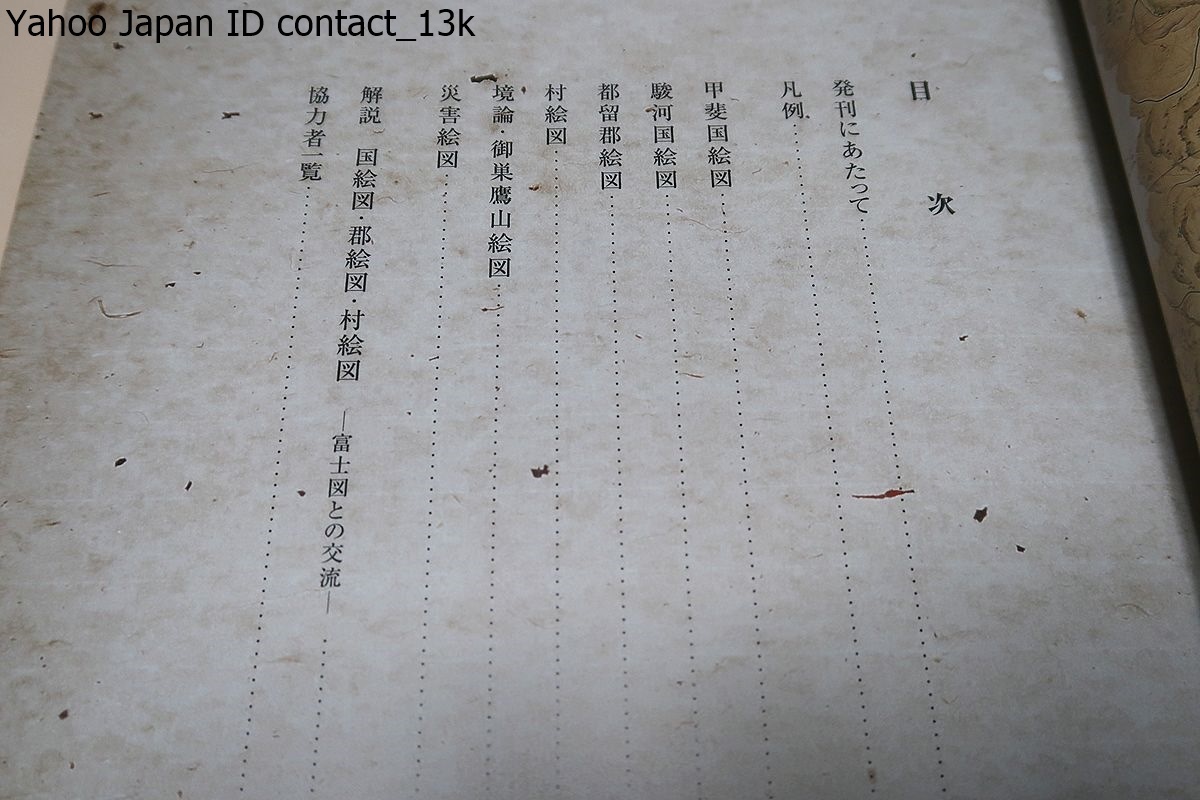 Yahoo Japan ID contact_13k
目次
発刊にあたって
凡例
甲斐国絵図
駿河国絵図
都留郡絵図
村絵図
境論・御巣鷹山絵図
災害絵図
解説 国絵図・郡絵図・村絵図 ―富士図との交流―
協力者一覧